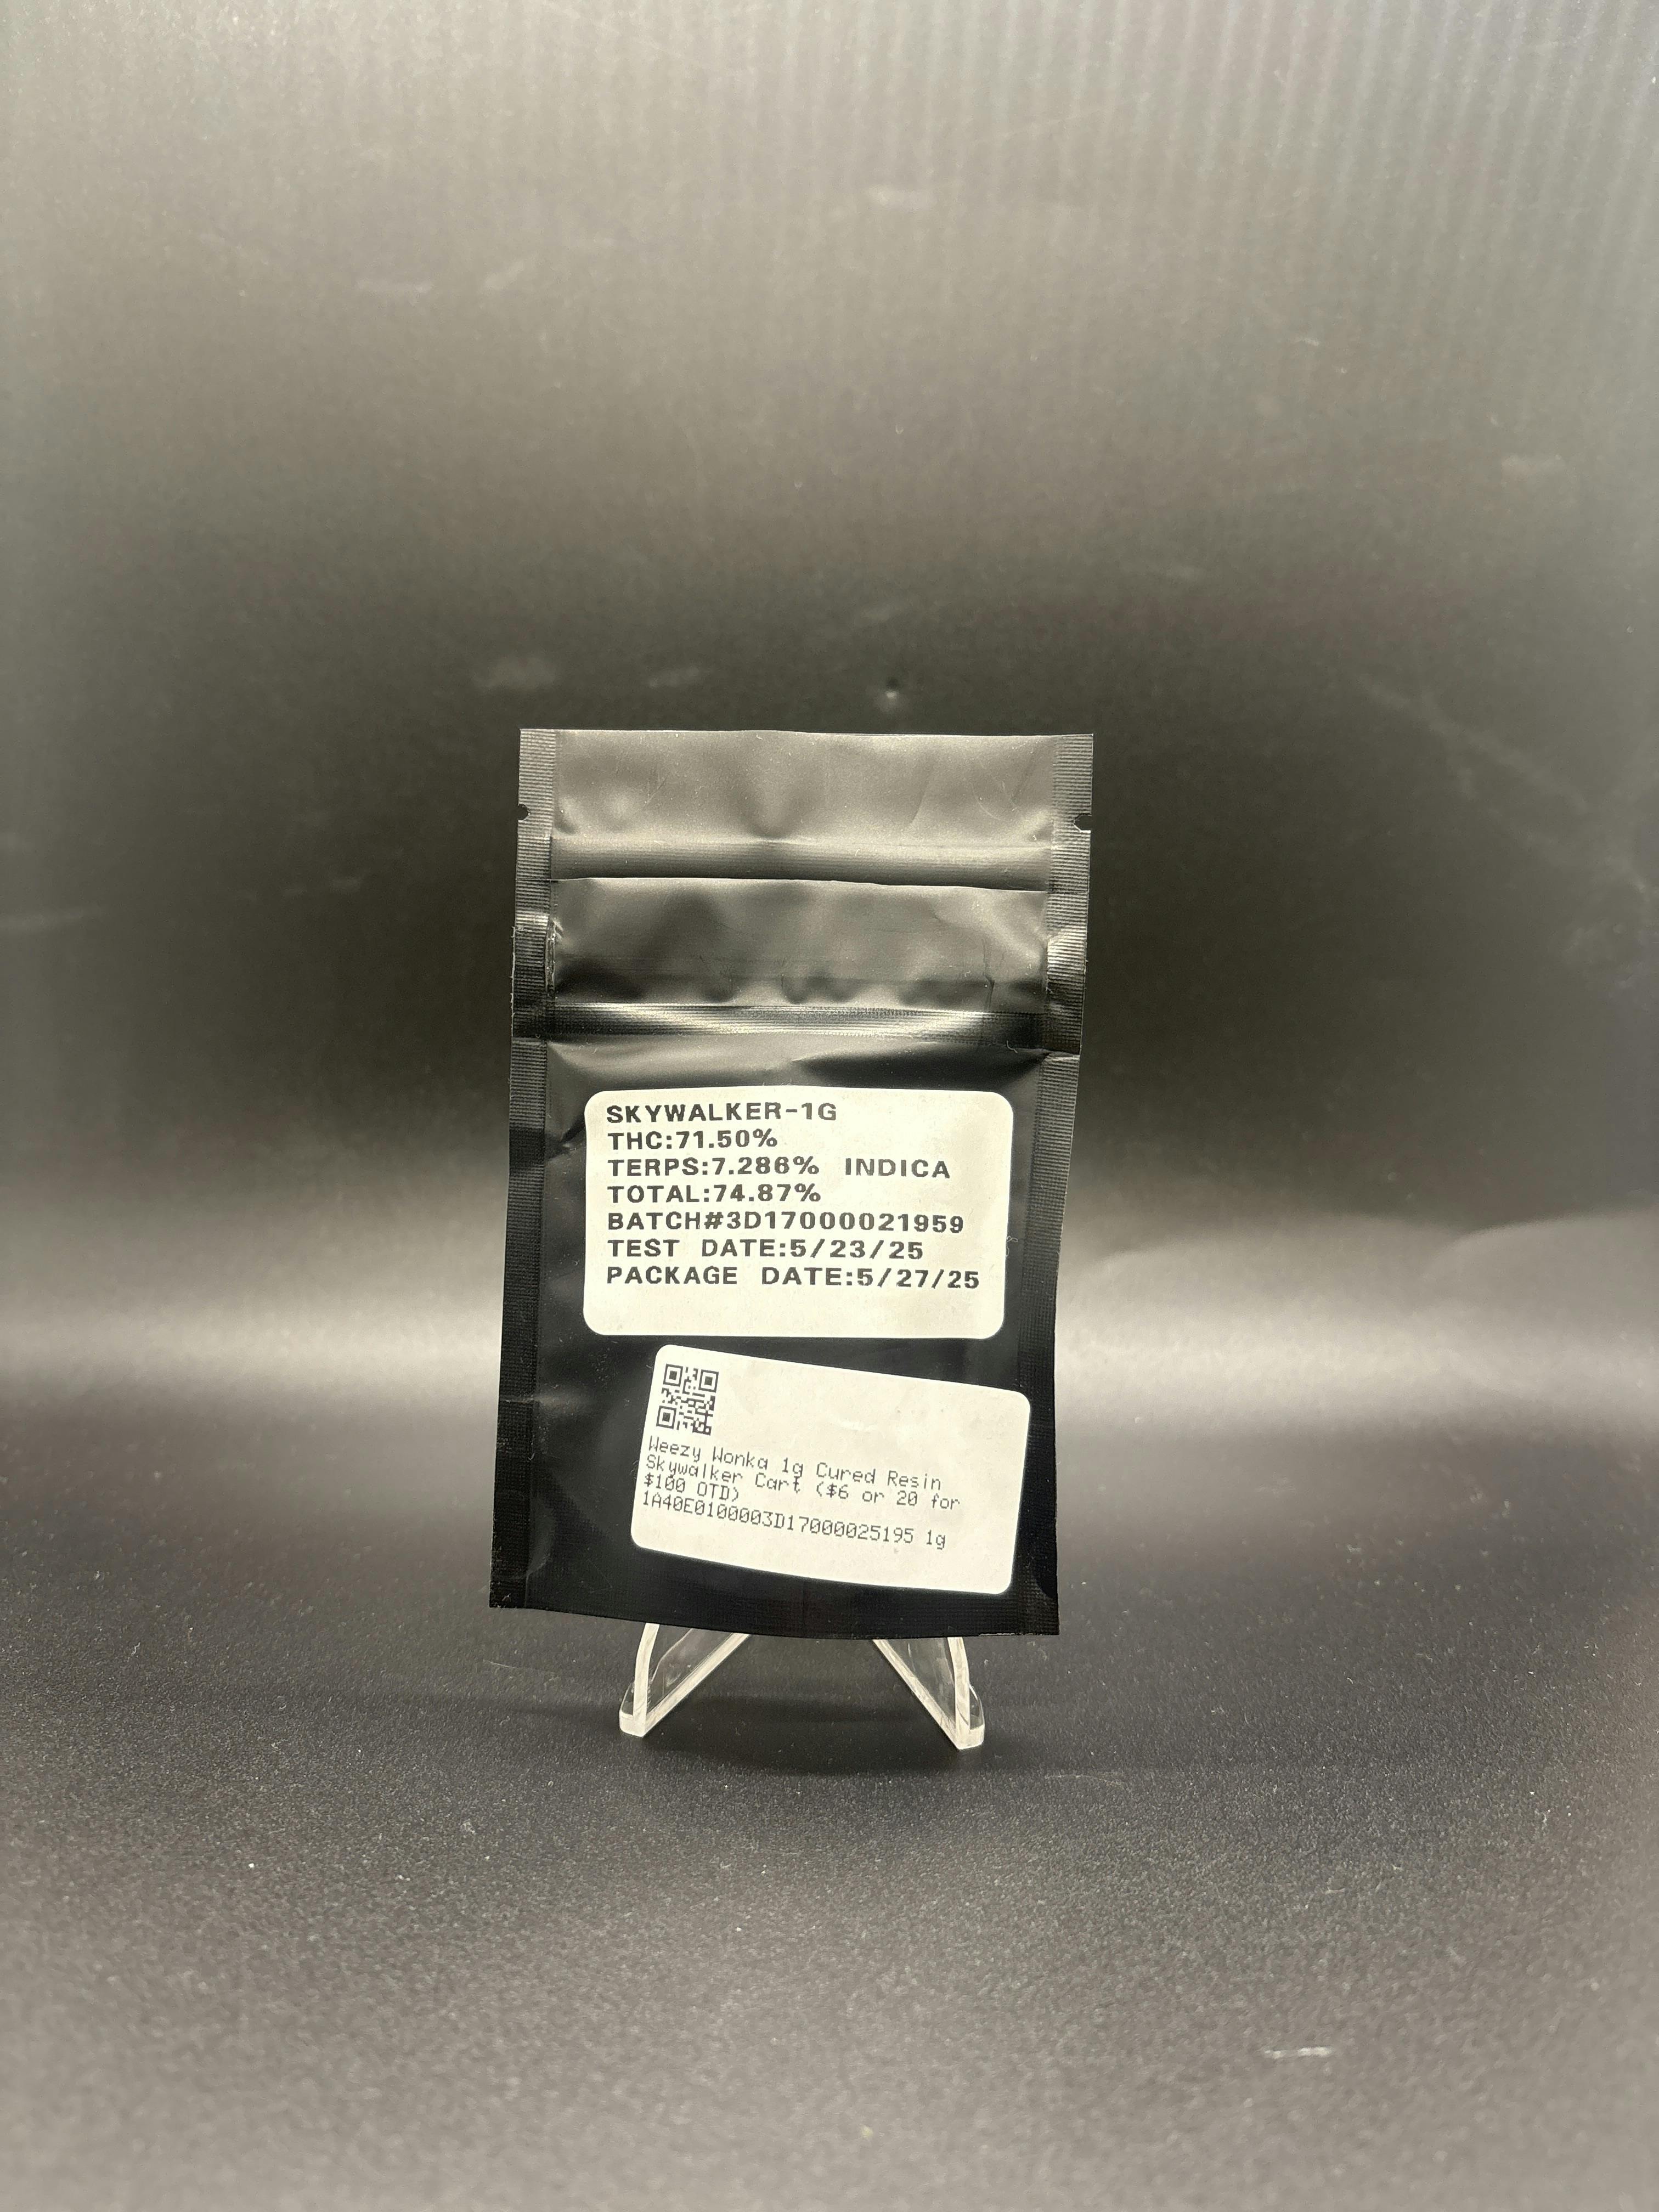 SKYWALKER-1G
THC:71.50%
TERPS:7.286% INDICA
TOTAL:74.87%
BATCH#3D17000021959
TEST DATE:5/23/25
PACKAGE DATE:5/27/25
Weezy Wonka 1g Cured Resin
Skywalker Cart ($6 or 20 for
$100 OTD)
1A40E0100003D17000025195 1g